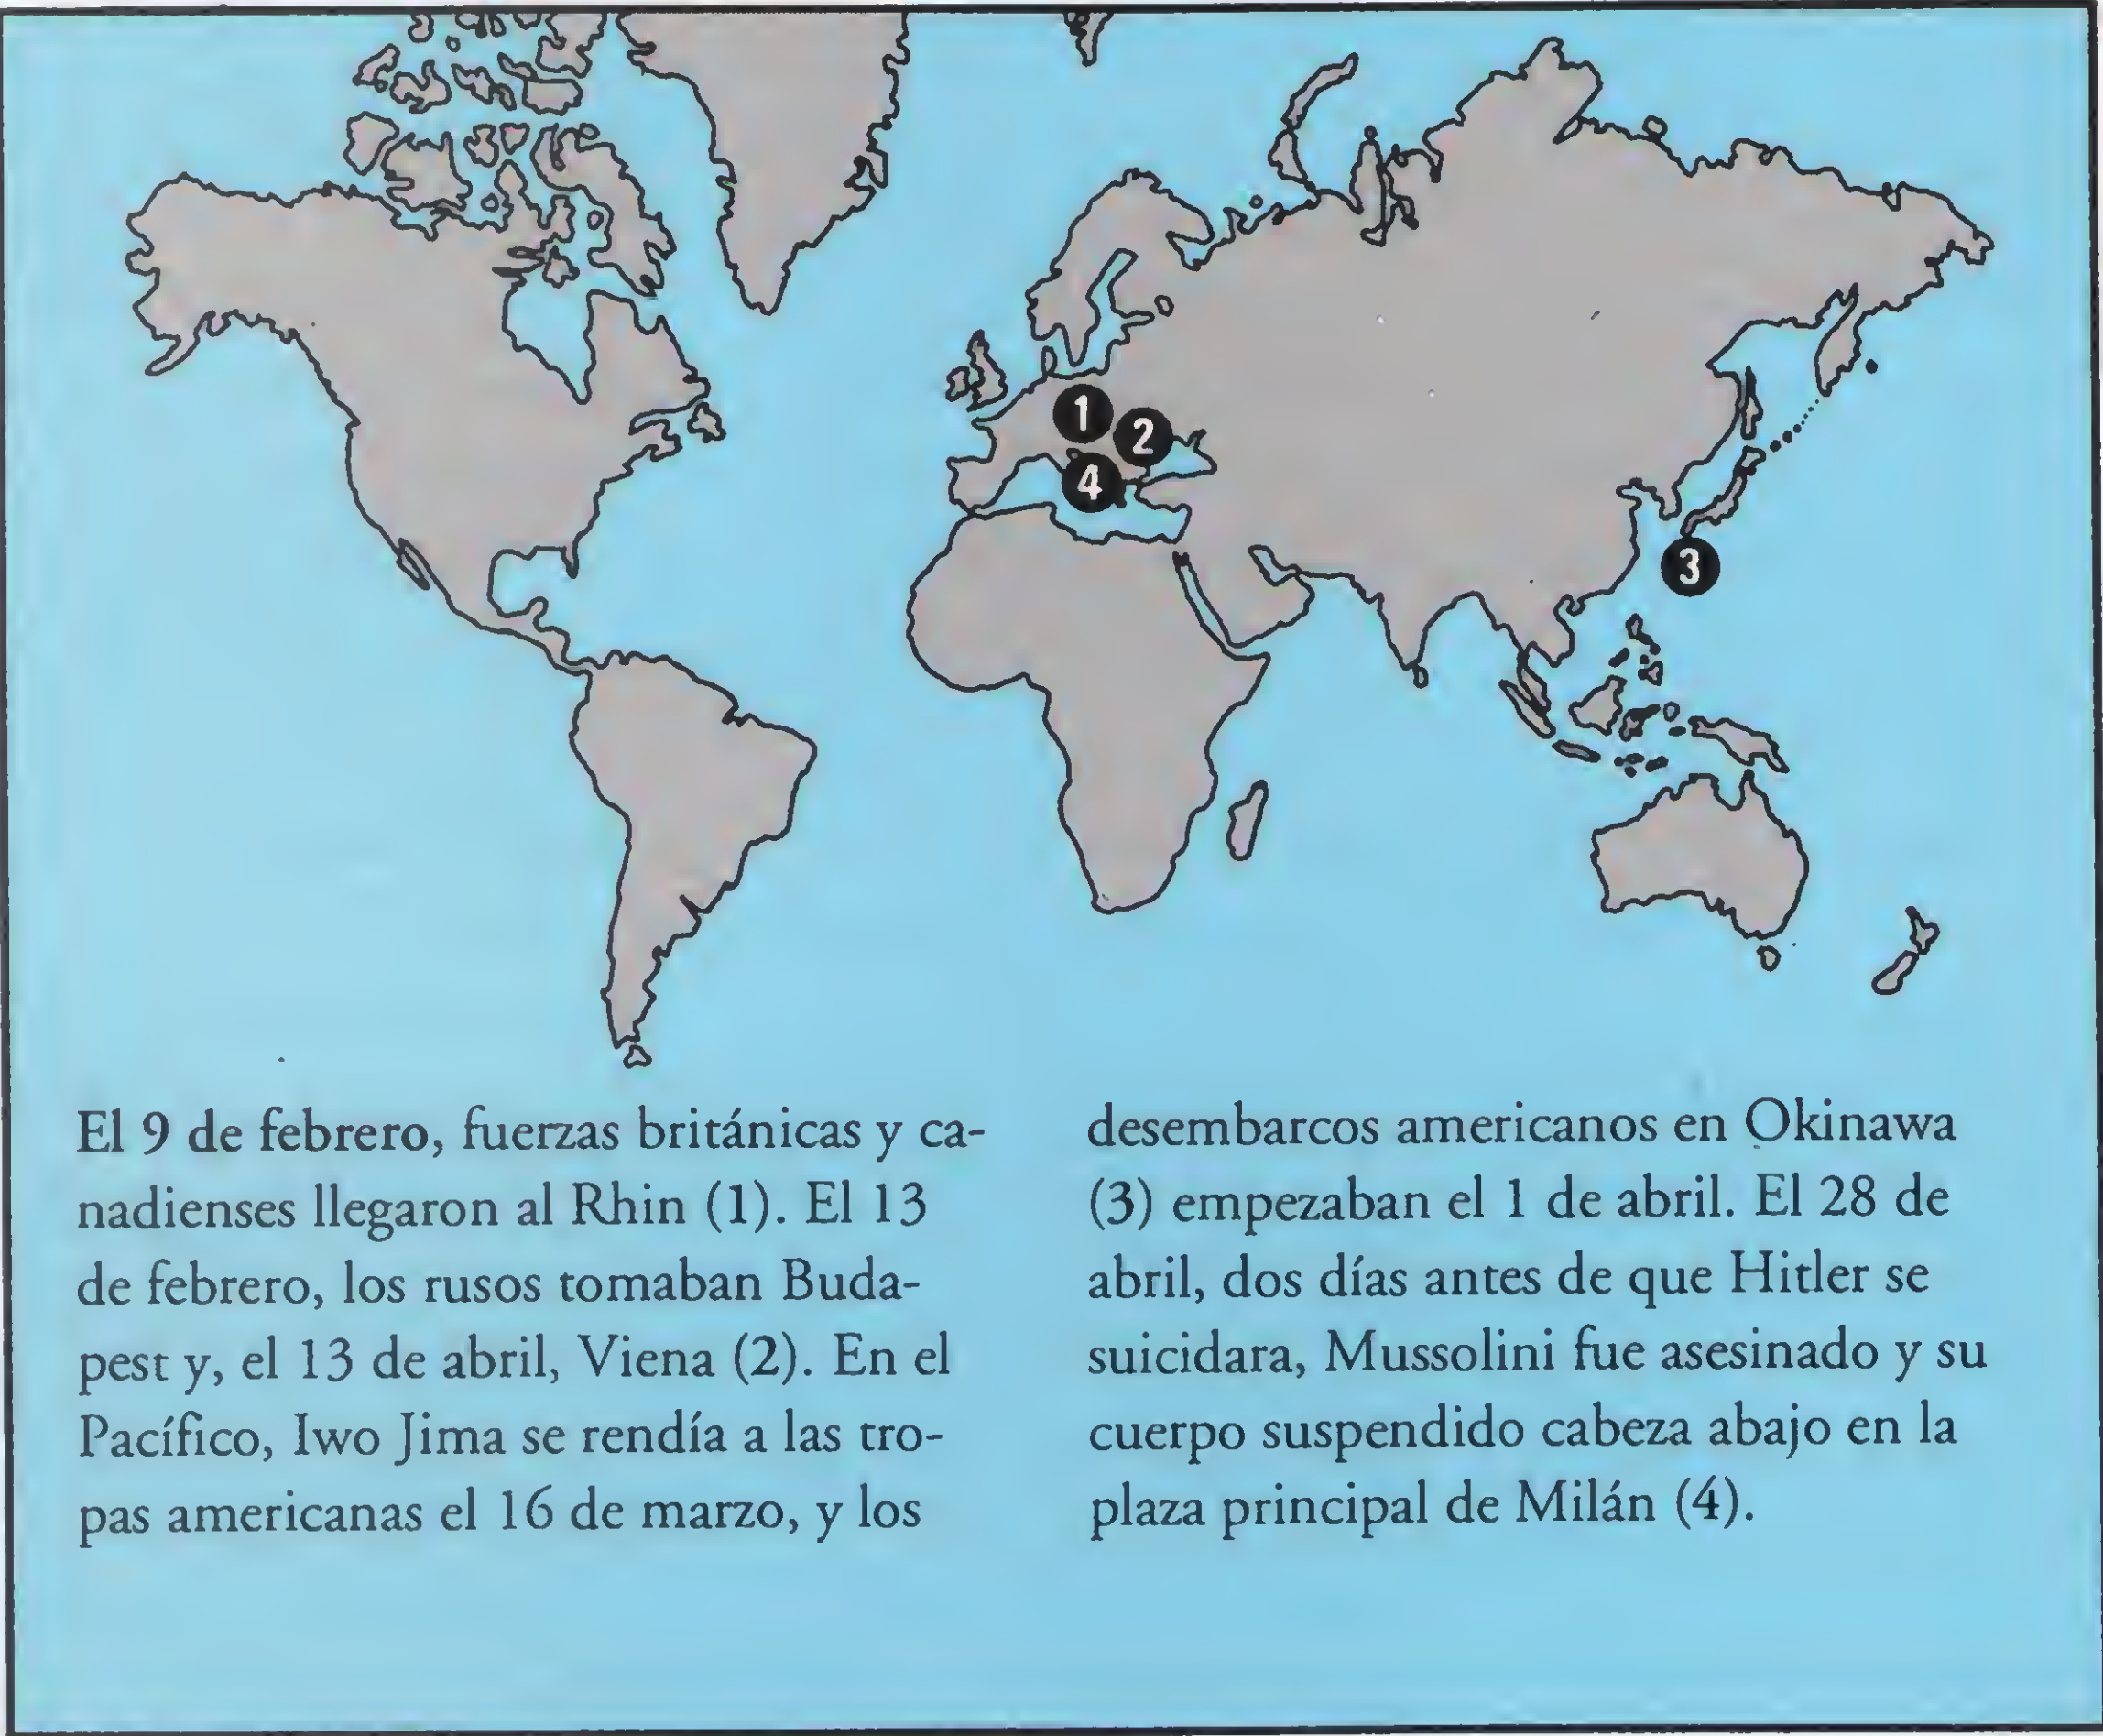 1
2
4
3
El 9 de febrero, fuerzas británicas y ca-
nadienses llegaron al Rhin (1). El 13
de febrero, los rusos tomaban Buda-
pest y, el 13 de abril, Viena (2). En el
Pacífico, Iwo Jima se rendía a las tro-
pas americanas el 16 de marzo, y los
desembarcos americanos en Okinawa
(3) empezaban el 1 de abril. El 28 de
abril, dos días antes de que Hitler se
suicidara, Mussolini fue asesinado y su
cuerpo suspendido cabeza abajo en la
plaza principal de Milán (4).